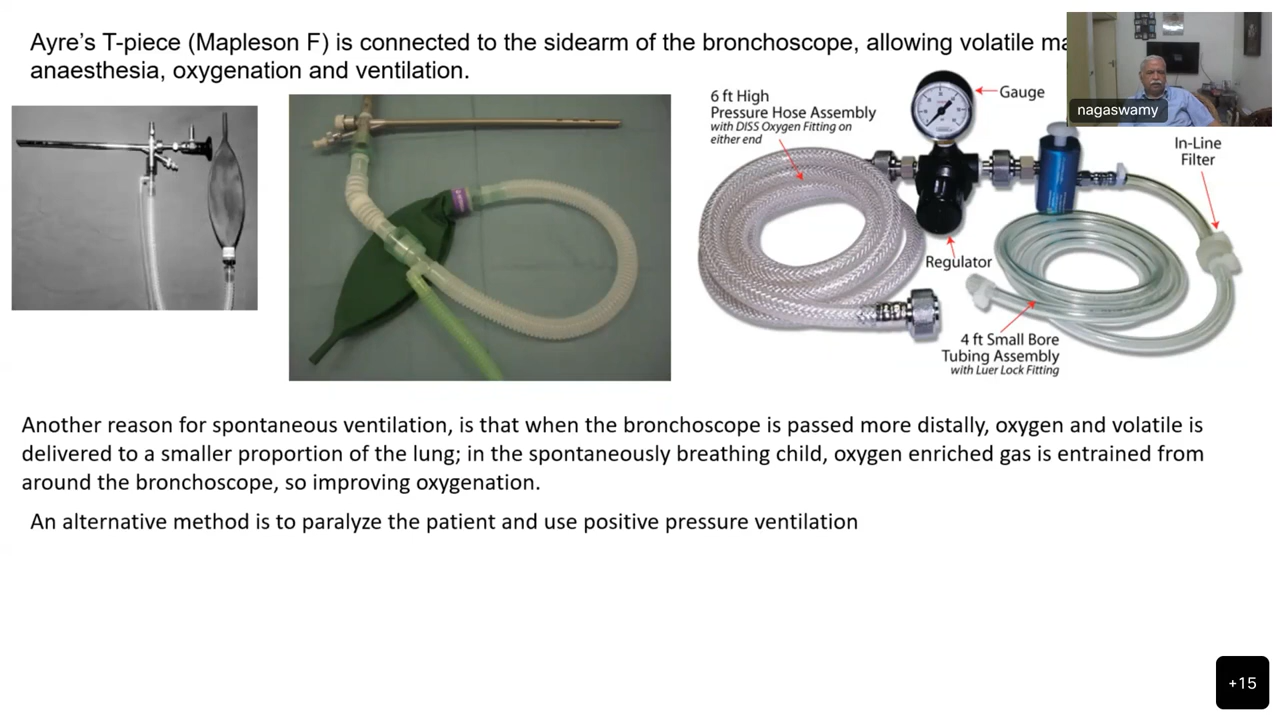 Ayre’s T-piece (Mapleson F) is connected to the sidearm of the bronchoscope, allowing volatile
anaesthesia, oxygenation and ventilation.
nagaswamy
6 ft High
Pressure Hose Assembly
with DISS Oxygen Fitting on
either end
Gauge
In-Line
Filter
Regulator
4 ft Small Bore
Tubing Assembly
with Luer Lock Fitting
Another reason for spontaneous ventilation, is that when the bronchoscope is passed more distally, oxygen and volatile is
delivered to a smaller proportion of the lung; in the spontaneously breathing child, oxygen enriched gas is entrained from
around the bronchoscope, so improving oxygenation.
An alternative method is to paralyze the patient and use positive pressure ventilation
+15